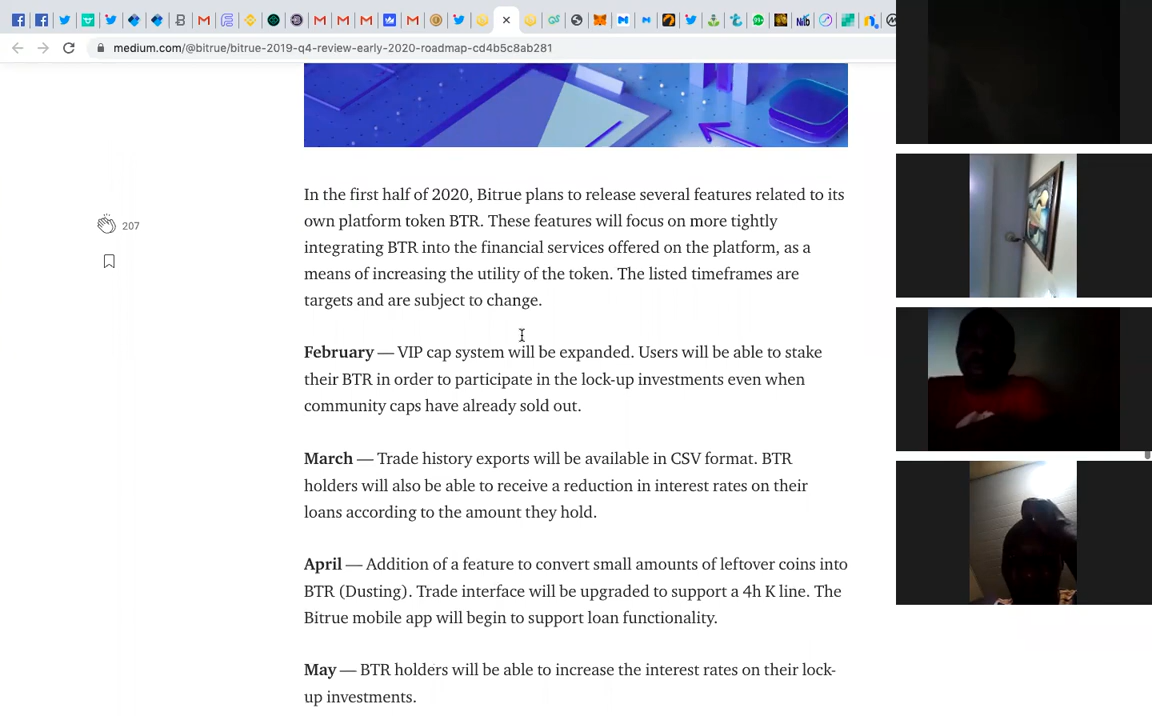 medium.com/@bitrue/bitrue-2019-q4-review-early-2020-roadmap-cd4b5c8ab281
207
In the first half of 2020, Bitrue plans to release several features related to its
own platform token BTR. These features will focus on more tightly
integrating BTR into the financial services offered on the platform, as a
means of increasing the utility of the token. The listed timeframes are
targets and are subject to change.
February — VIP cap system will be expanded. Users will be able to stake
their BTR in order to participate in the lock-up investments even when
community caps have already sold out.
March — Trade history exports will be available in CSV format. BTR
holders will also be able to receive a reduction in interest rates on their
loans according to the amount they hold.
April — Addition of a feature to convert small amounts of leftover coins into
BTR (Dusting). Trade interface will be upgraded to support a 4h K line. The
Bitrue mobile app will begin to support loan functionality.
May — BTR holders will be able to increase the interest rates on their lock-
up investments.